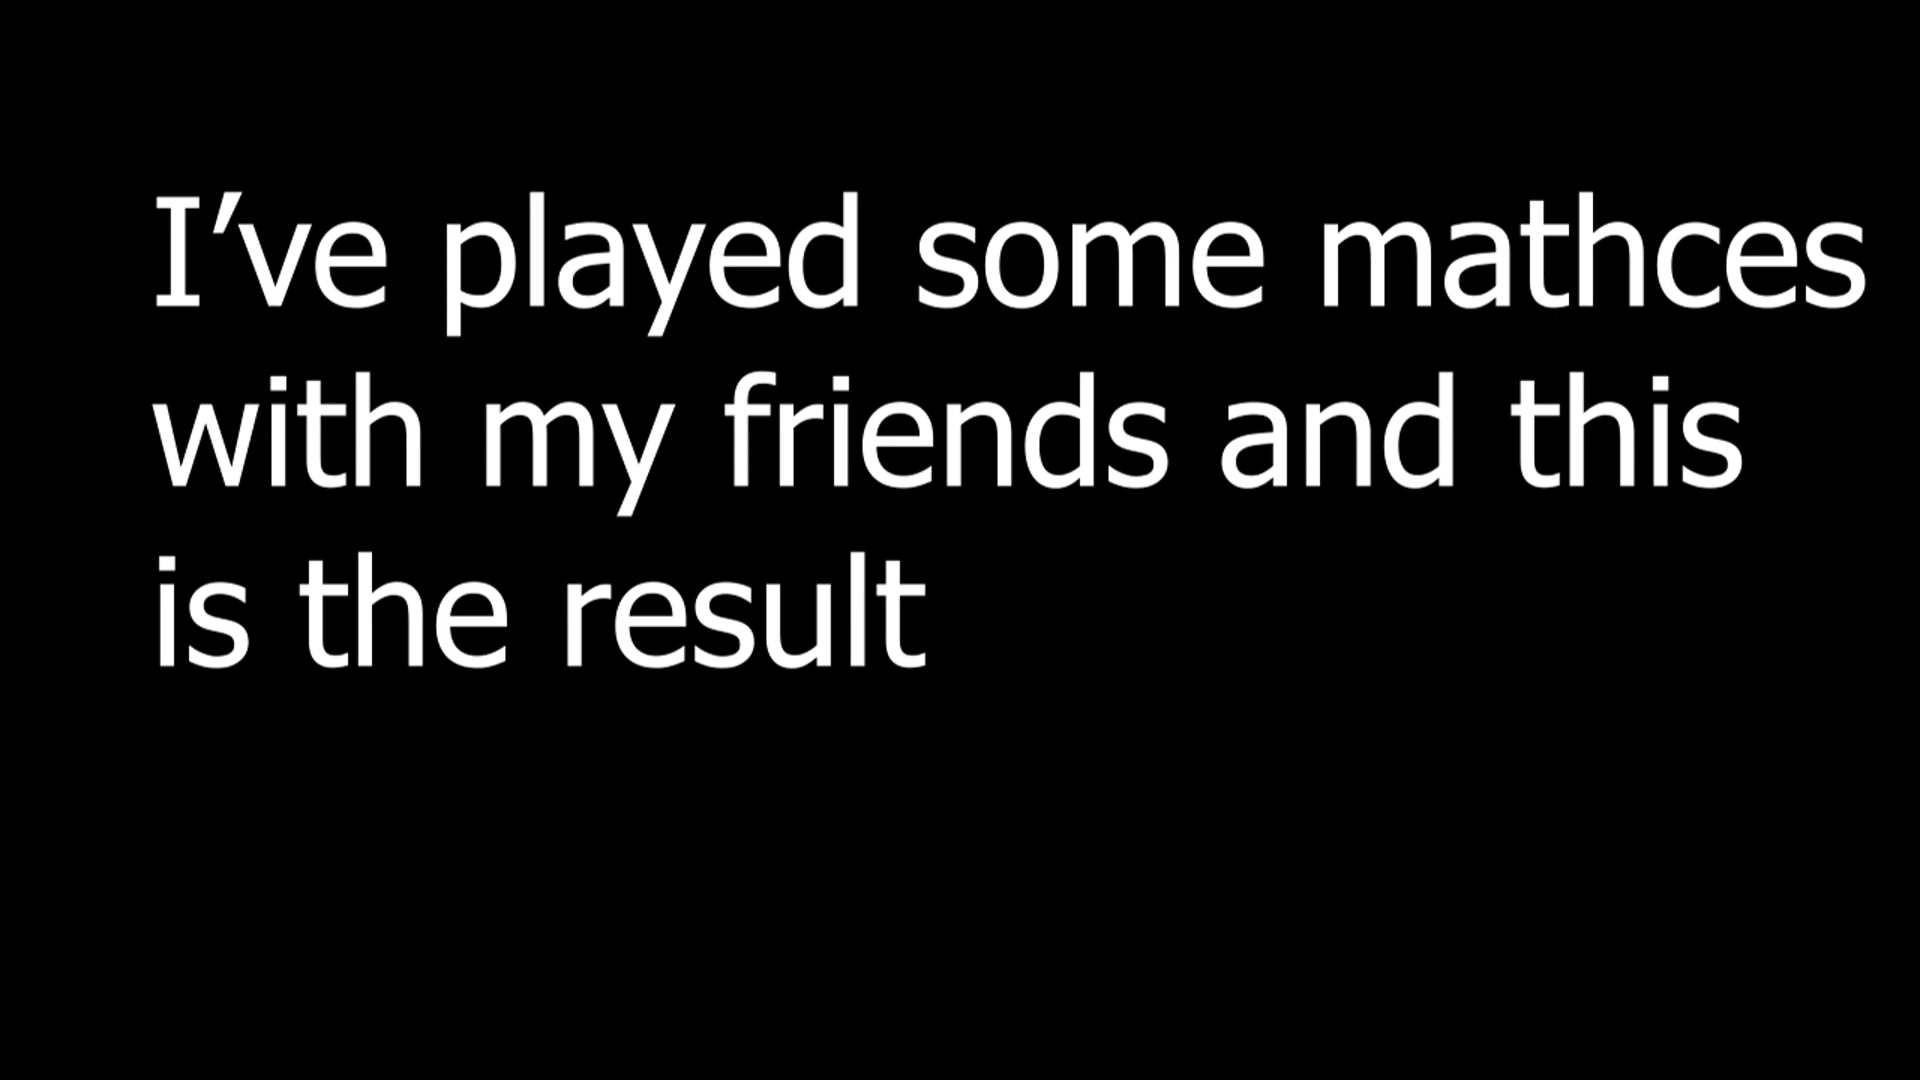 I’ve played some mathces
with my friends and this
is the result